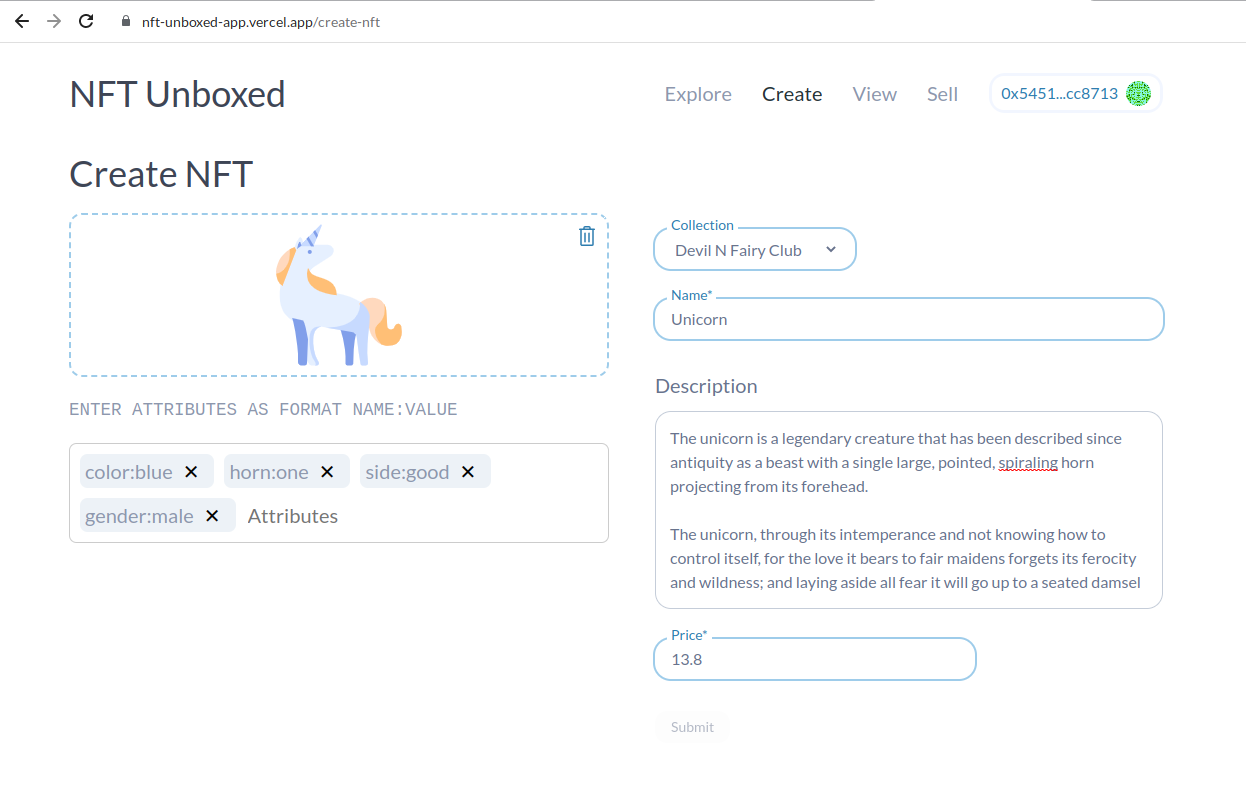 nft-unboxed-app.vercel.app/create-nft
NFT Unboxed
Explore Create View Sell 0x5451...cc8713
Create NFT
ENTER ATTRIBUTES AS FORMAT NAME:VALUE
color:blue ✕ horn:one ✕ side:good ✕
gender:male ✕ Attributes
Collection
Devil N Fairy Club
Name*
Unicorn
Description
The unicorn is a legendary creature that has been described since
antiquity as a beast with a single large, pointed, spiraling horn
projecting from its forehead.
The unicorn, through its intemperance and not knowing how to
control itself, for the love it bears to fair maidens forgets its ferocity
and wildness; and laying aside all fear it will go up to a seated damsel
Price*
13.8
Submit